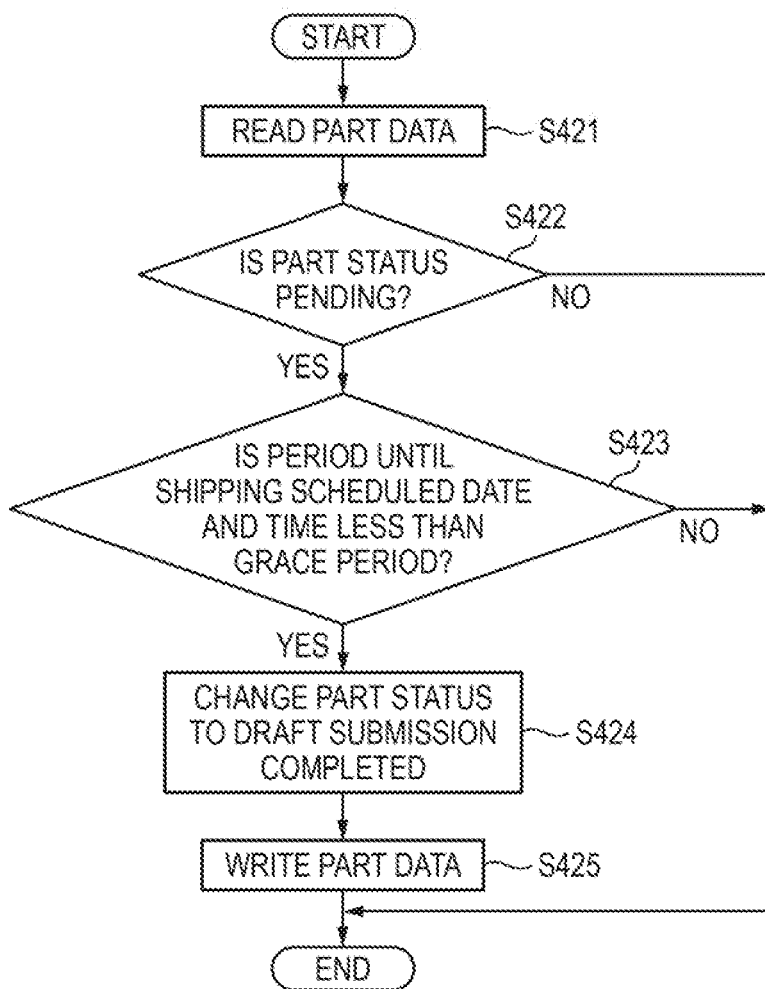 START
READ PART DATA
S421
S422
IS PART STATUS
PENDING?
NO
YES
S423
IS PERIOD UNTIL
SHIPPING SCHEDULED DATE
AND TIME LESS THAN
GRACE PERIOD?
NO
YES
CHANGE PART STATUS
TO DRAFT SUBMISSION
COMPLETED
S424
WRITE PART DATA
S425
END